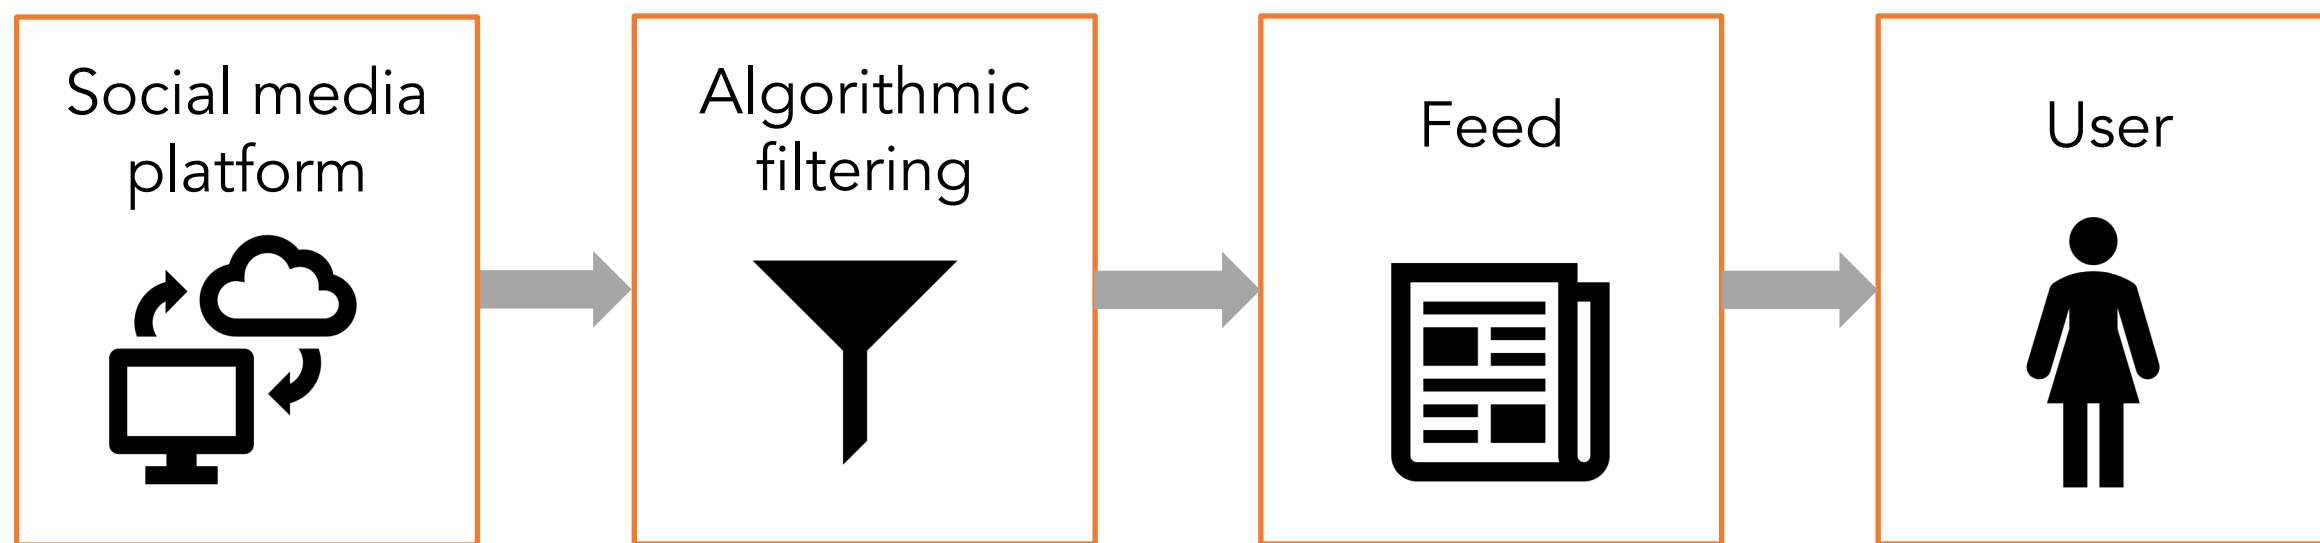 Social media
platform
Algorithmic
filtering
Feed
User